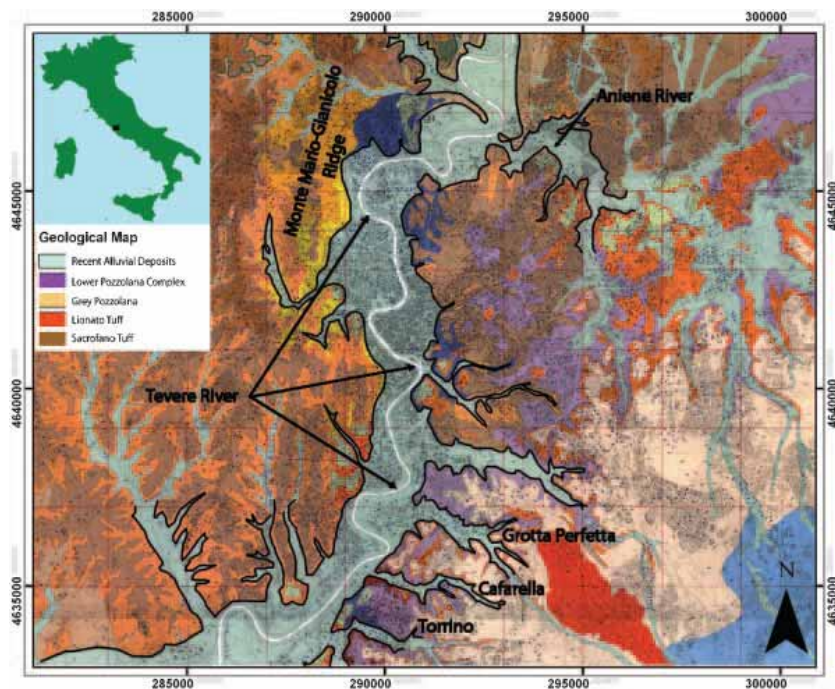 285000
290000
295000
300000
4645000
4640000
4635000
Geological Map
Recent Alluvial Deposits
Lower Pozzolana Complex
Grey Pozzolana
Lionato Tuff
Sacrofano Tuff
Monte Mario-Gianicolo
Ridge
Aniene River
Tevere River
Grotta Perfetta
Cafarella
Torrino
N
4645000
4640000
4635000
285000
290000
295000
300000